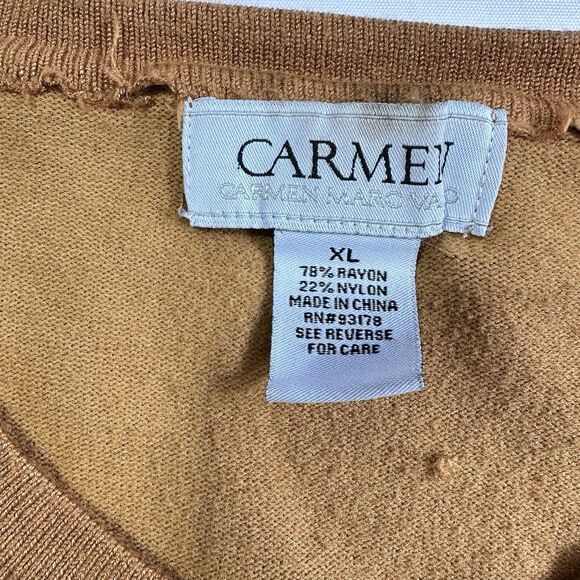 CARMEN
CARMEN MARC VALVO
XL
78% RAYON
22% NYLON
MADE IN CHINA
RN#93178
SEE REVERSE
FOR CARE